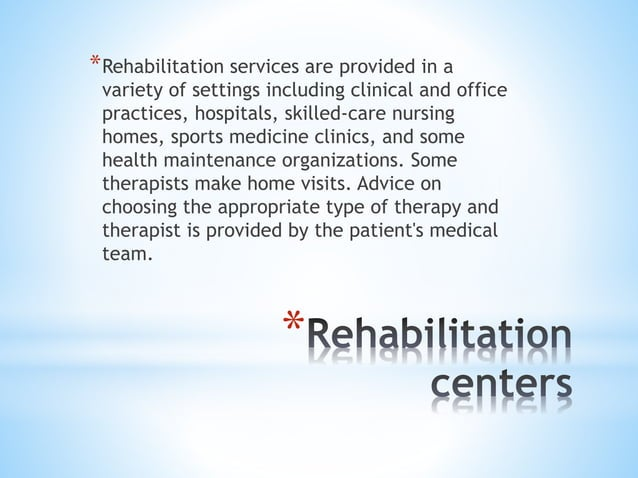 *Rehabilitation services are provided in a
variety of settings including clinical and office
practices, hospitals, skilled-care nursing
homes, sports medicine clinics, and some
health maintenance organizations. Some
therapists make home visits. Advice on
choosing the appropriate type of therapy and
therapist is provided by the patient's medical
team.
*Rehabilitation
centers